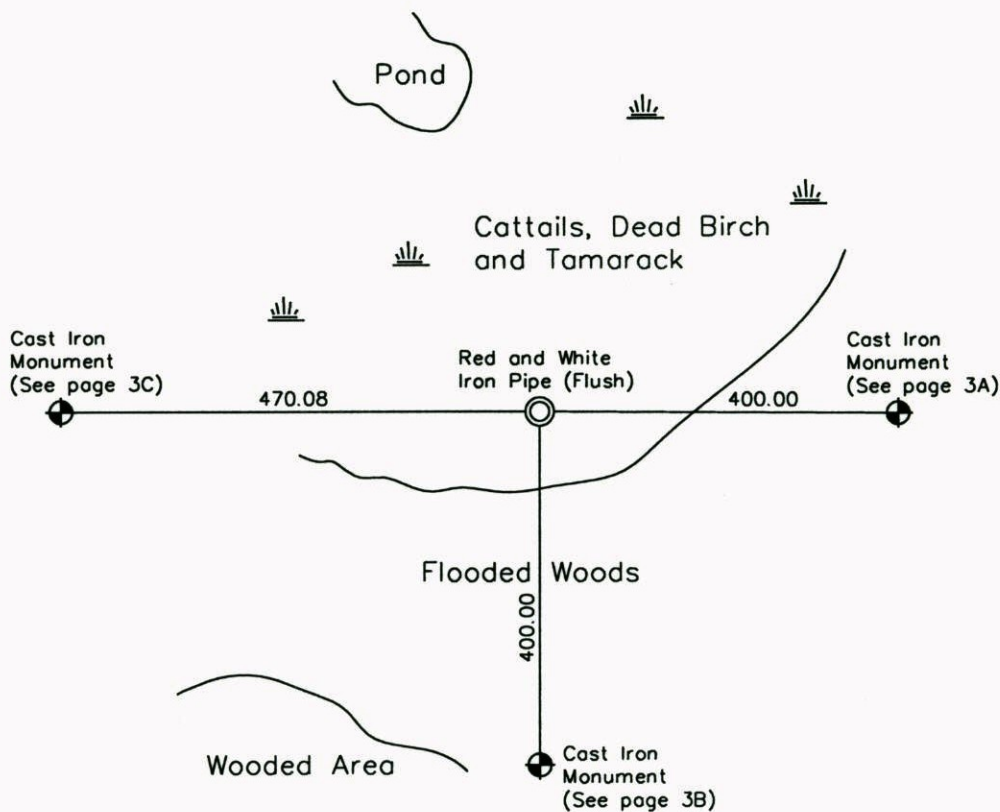 Pond
Cattails, Dead Birch
and Tamarack
Cast Iron
Monument
(See page 3C)
Red and White
Iron Pipe (Flush)
Cast Iron
Monument
(See page 3A)
470.08
400.00
Flooded Woods
400.00
Wooded Area
Cast Iron
Monument
(See page 3B)